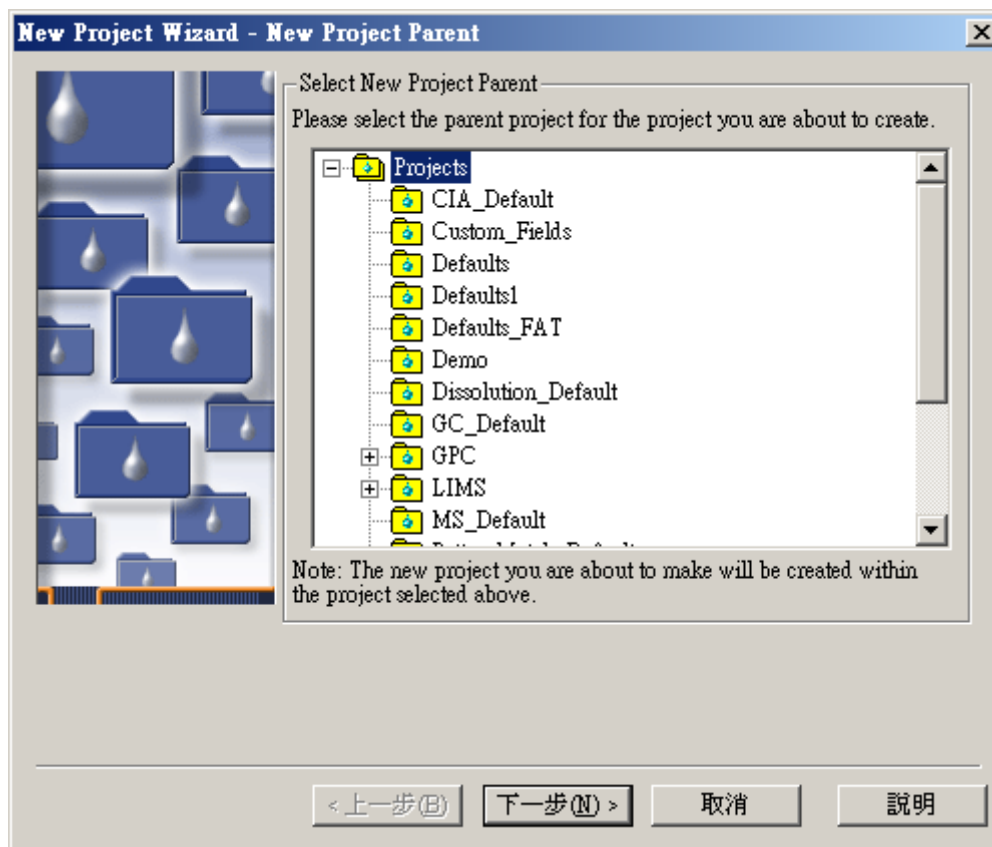 New Project Wizard - New Project Parent
Select New Project Parent
Please select the parent project for the project you are about to create.
Projects
CIA_Default
Custom_Fields
Defaults
Defaults1
Defaults_FAT
Demo
Dissolution_Default
GC_Default
GPC
LIMS
MS_Default
Note: The new project you are about to make will be created within
the project selected above.
<上一步(B) 下一步(N) > 取消 說明